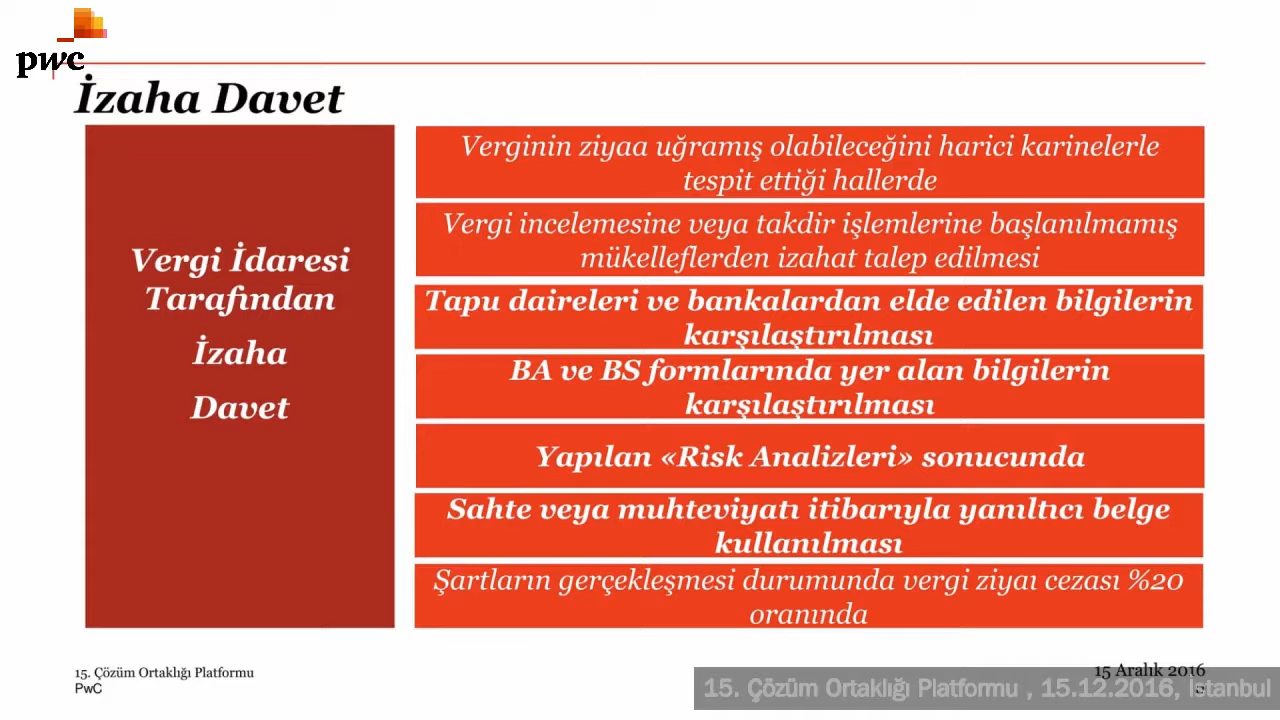 pwc
İzaha Davet
Vergi İdaresi
Tarafından
İzaha
Davet
Verginin ziyaa uğramış olabileceğini harici karinelerle
tespit ettiği hallerde
Vergi incelemesine veya takdir işlemlerine başlanılmamış
mükelleflerden izahat talep edilmesi
Tapu daireleri ve bankalardan elde edilen bilgilerin
karşılaştırılması
BA ve BS formlarında yer alan bilgilerin
karşılaştırılması
Yapılan «Risk Analizleri» sonucunda
Sahte veya muhteviyatı itibarıyla yanıltıcı belge
kullanılması
Şartların gerçekleşmesi durumunda vergi ziyaı cezası %20
oranında
15. Çözüm Ortaklığı Platformu
PwC
15 Aralık 2016
15. Çözüm Ortaklığı Platformu , 15.12.2016, İstanbul